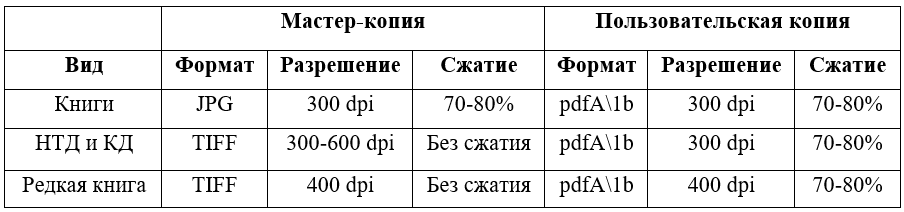 Мастер-копия Пользовательская копия
Вид Формат Разрешение Сжатие Формат Разрешение Сжатие
Книги JPG 300 dpi 70-80% pdfA\1b 300 dpi 70-80%
НТД и КД TIFF 300-600 dpi Без сжатия pdfA\1b 300 dpi 70-80%
Редкая книга TIFF 400 dpi Без сжатия pdfA\1b 400 dpi 70-80%